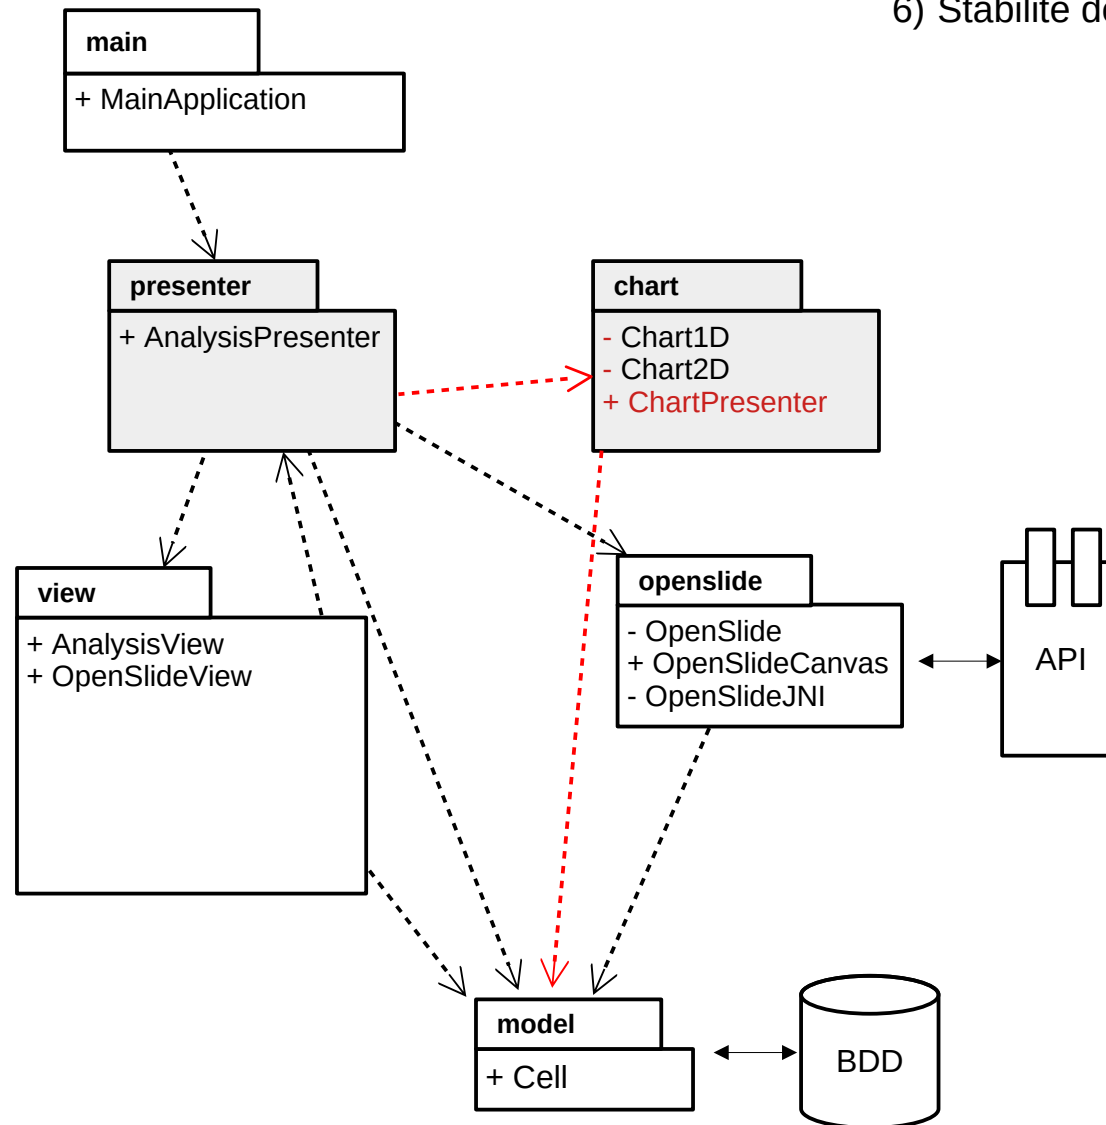 6) Stabilité
main
+ MainApplication
presenter
+ AnalysisPresenter
chart
- Chart1D
- Chart2D
+ ChartPresenter
view
+ AnalysisView
+ OpenSlideView
openslide
- OpenSlide
+ OpenSlideCanvas
- OpenSlideJNI
API
model
+ Cell
BDD